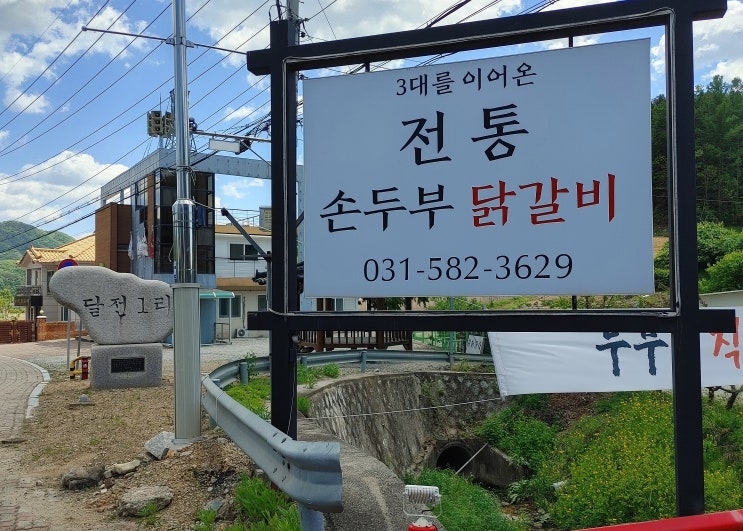 3대를 이어온
전통
손두부 닭갈비
031-582-3629
달전1리
두부